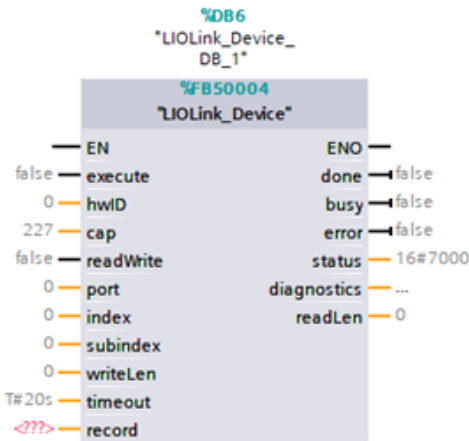 %DB6
"LIOLink_Device_
DB_1"
%FB50004
"LIOLink_Device"
EN ENO
false execute done false
0 hwID busy false
227 cap error false
false readWrite status 16#7000
0 port diagnostics ...
0 index readLen 0
0 subindex
0 writeLen
T#20s timeout
<???> record